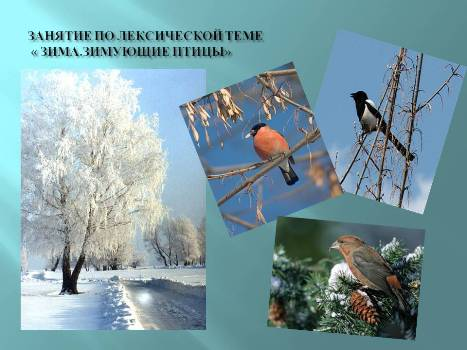 ЗАНЯТИЕ ПО ЛЕКСИЧЕСКОЙ ТЕМЕ
« ЗИМА.ЗИМУЮЩИЕ ПТИЦЫ»